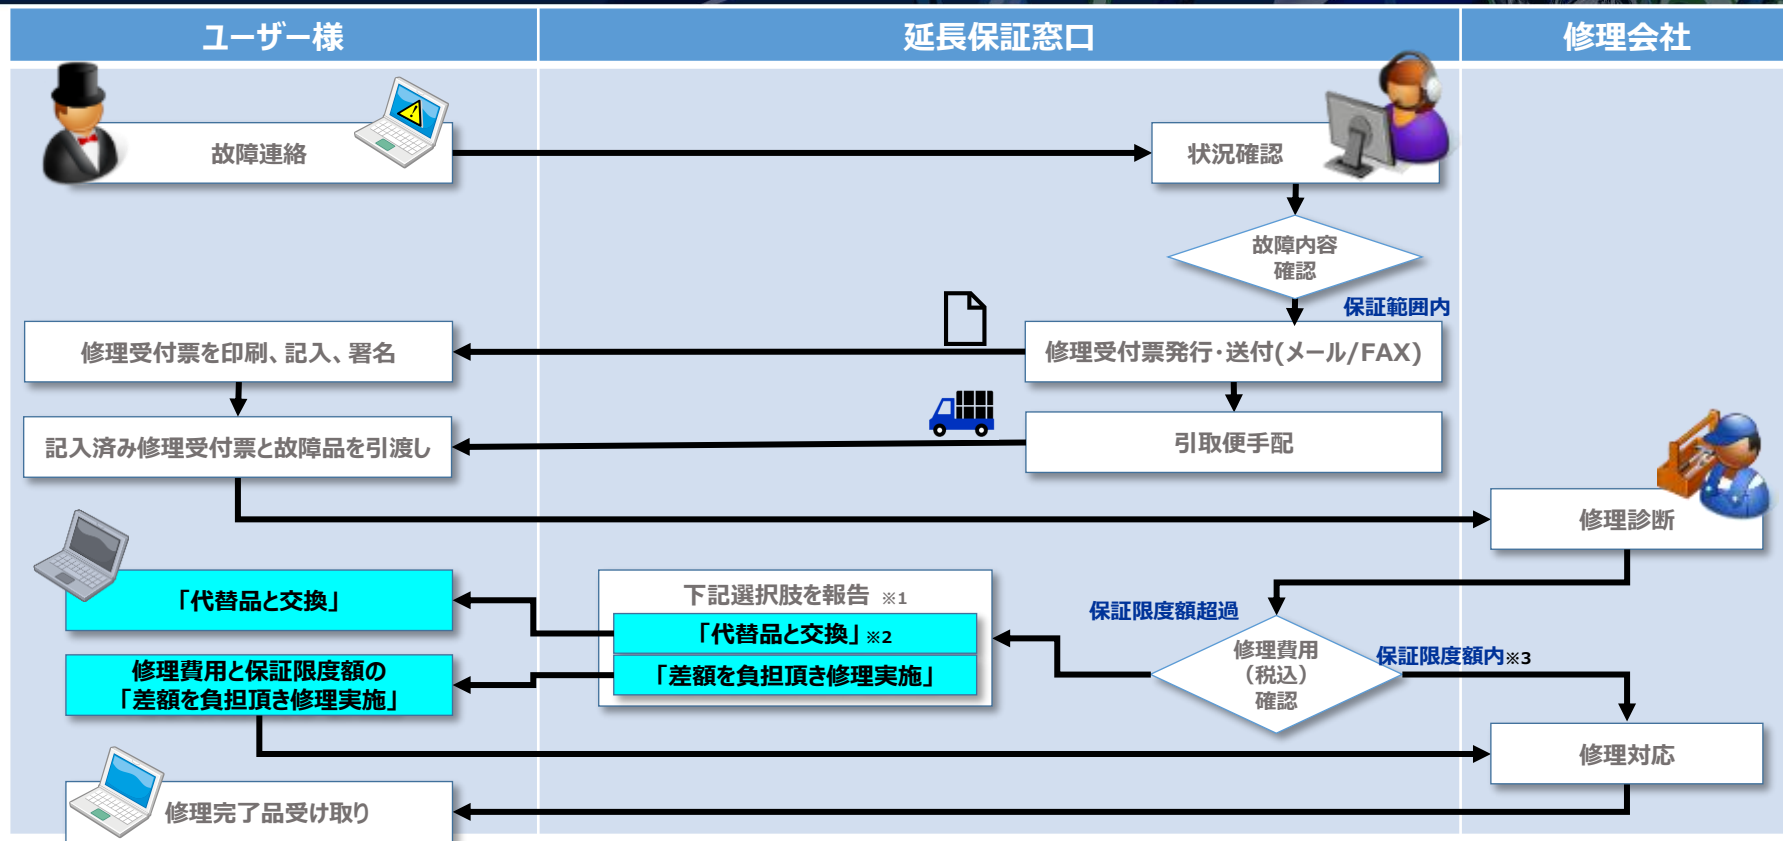 ユーザー様
延長保証窓口
修理会社
故障連絡
状況確認
故障内容
確認
保証範囲内
修理受付票を印刷、記入、署名
修理受付票発行・送付(メール/FAX)
記入済み修理受付票と故障品を引渡し
引取便手配
修理診断
「代替品と交換」
下記選択肢を報告 ※1
「代替品と交換」※2
「差額を負担頂き修理実施」
保証限度額超過
修理費用
（税込）
確認
保証限度額内※3
修理費用と保証限度額の
「差額を負担頂き修理実施」
修理対応
修理完了品受け取り